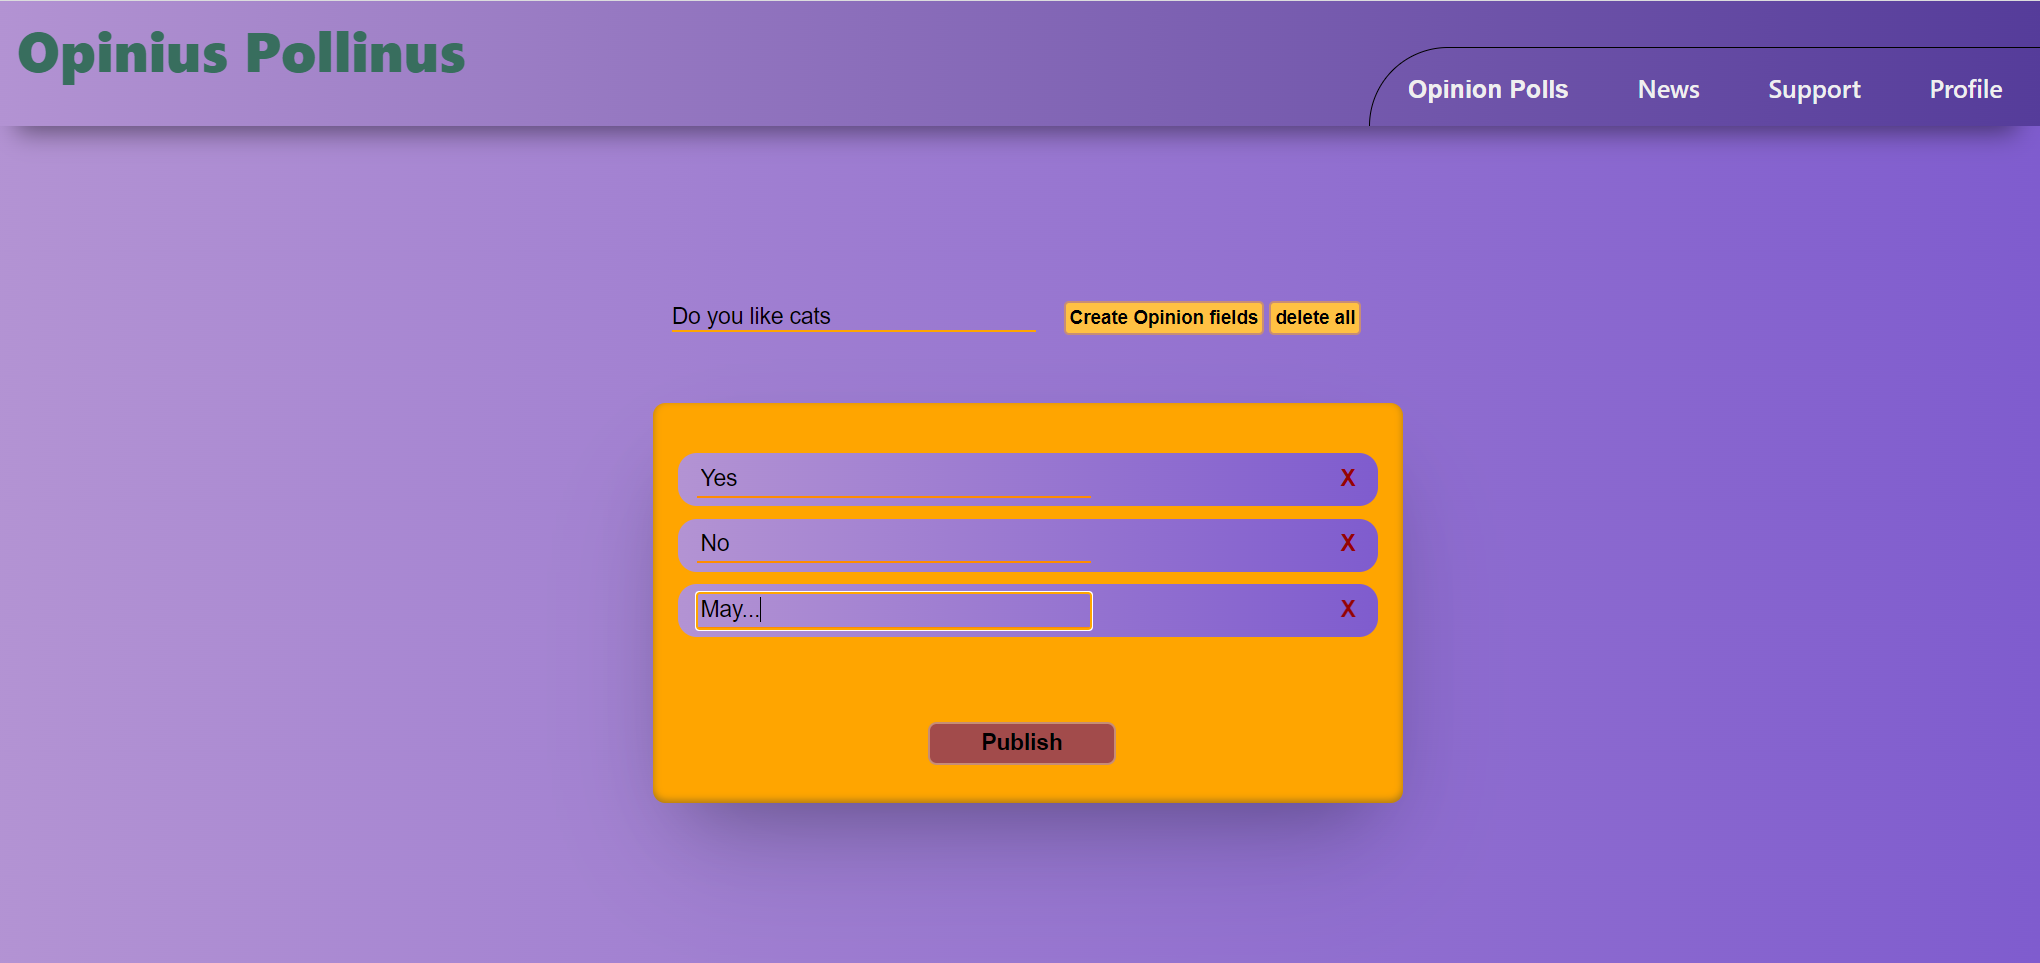 Opinius Pollinus
Opinion Polls News Support Profile
Do you like cats Create Opinion fields delete all
Yes X
No X
May... X
Publish